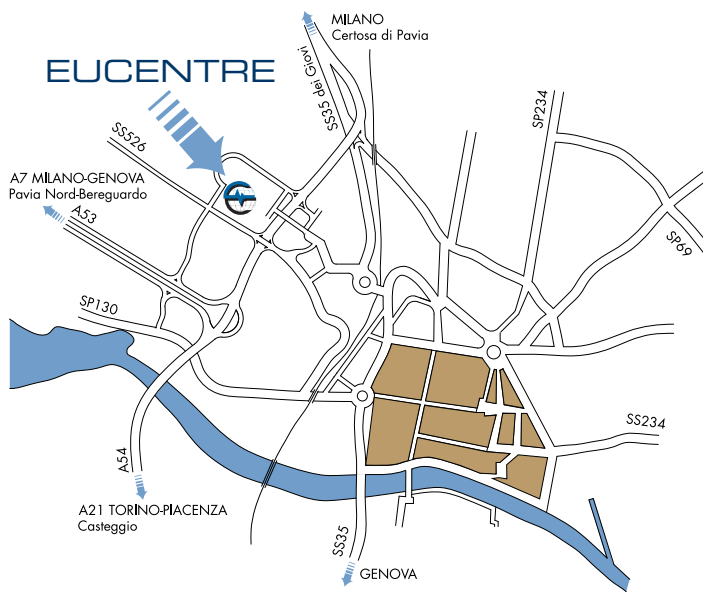 MILANO
Certosa di Pavia
EUCENTRE
SS35 dei Giovi
SP234
SS526
A7 MILANO-GENOVA
Pavia Nord-Bereguardo
A53
SP69
SP130
SS234
A54
A21 TORINO-PIACENZA
Casteggio
SS35
GENOVA